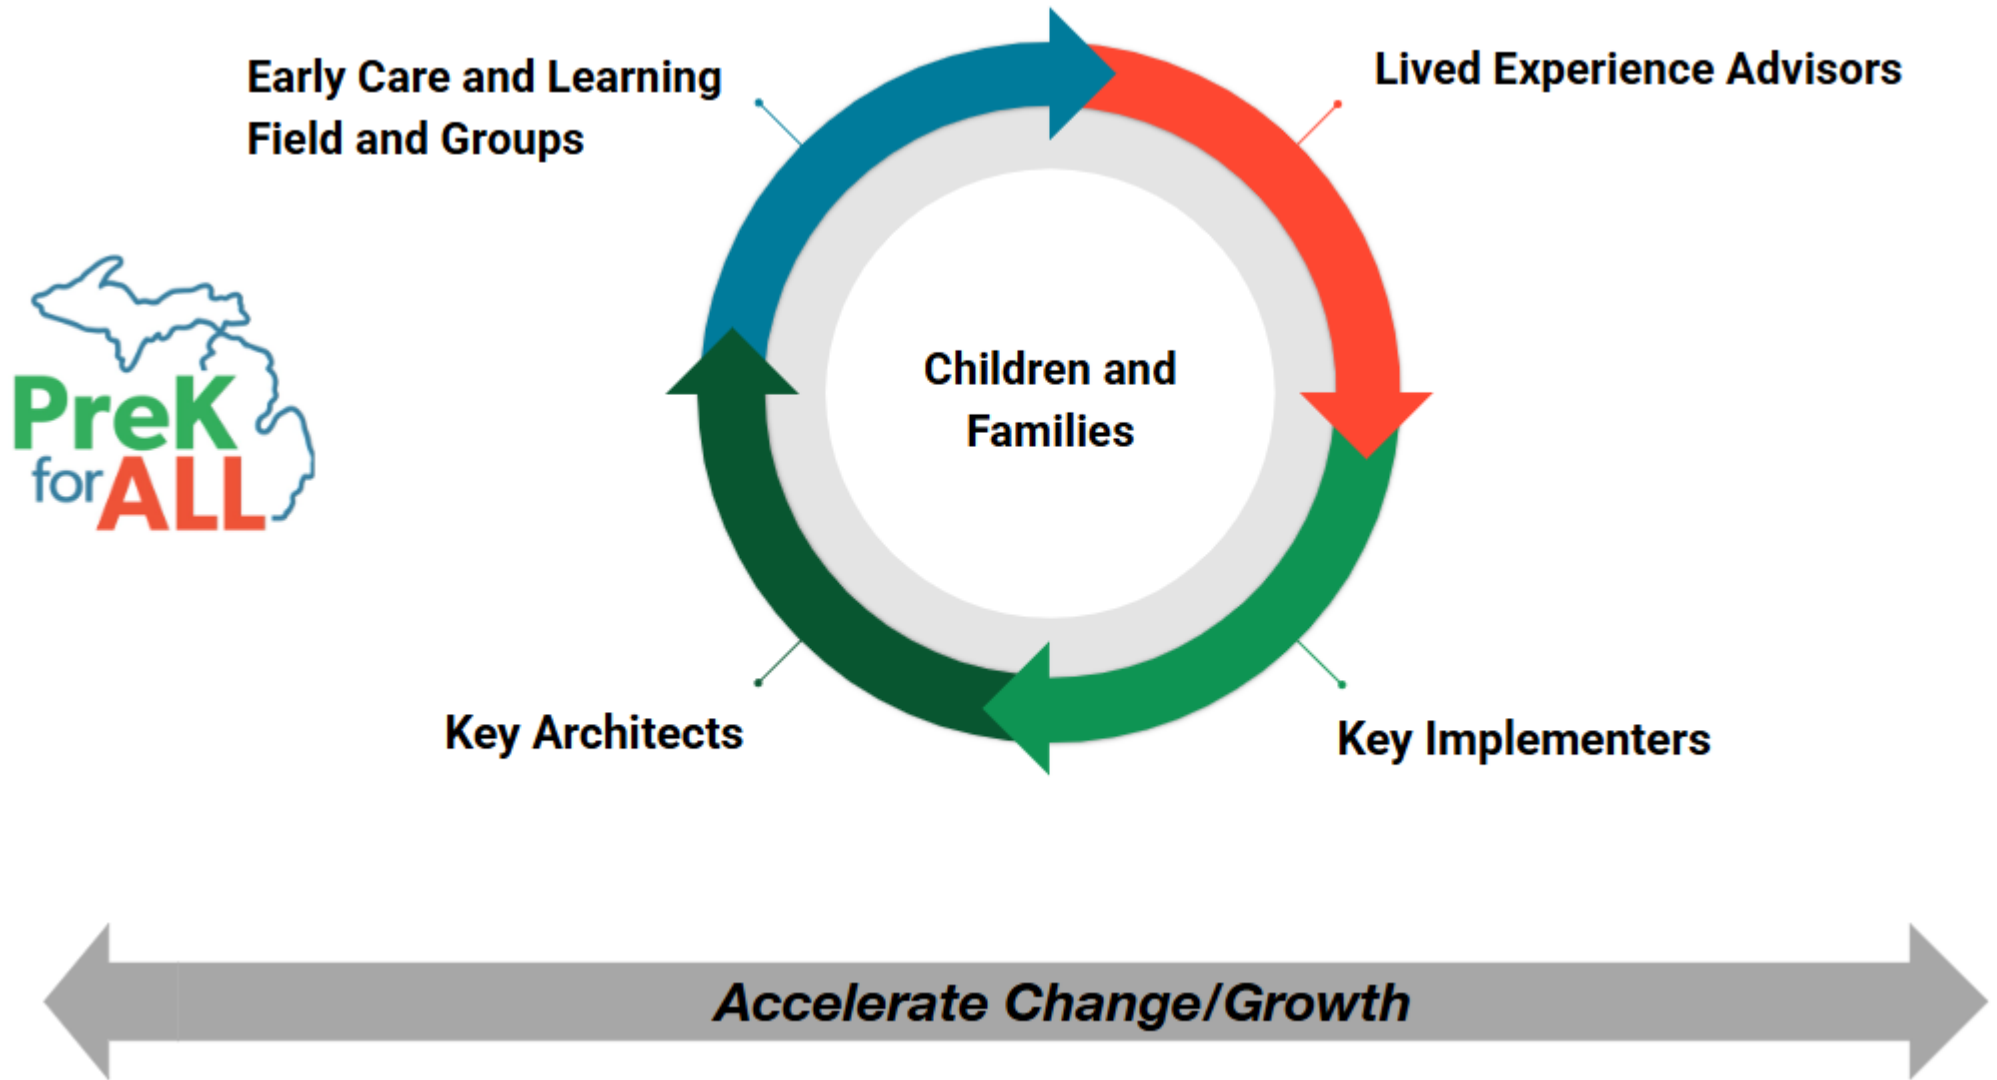 Early Care and Learning
Field and Groups
Lived Experience Advisors
PreK
for ALL
Children and
Families
Key Architects
Key Implementers
Accelerate Change/Growth